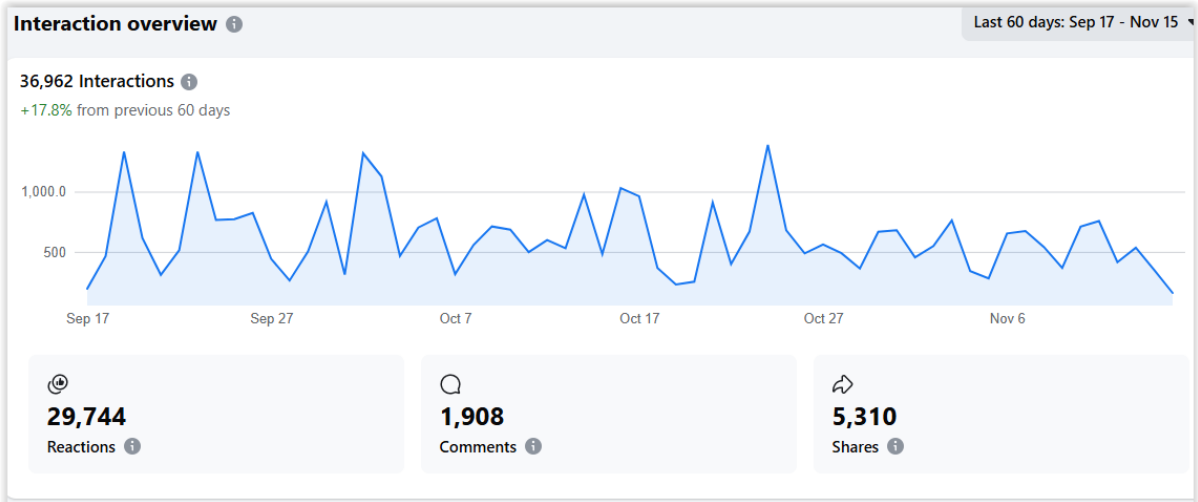 Interaction overview
Last 60 days: Sep 17 - Nov 15
36,962 Interactions
+17.8% from previous 60 days
1,000.0
500
Sep 17 Sep 27 Oct 7 Oct 17 Oct 27 Nov 6
29,744 1,908 5,310
Reactions Comments Shares